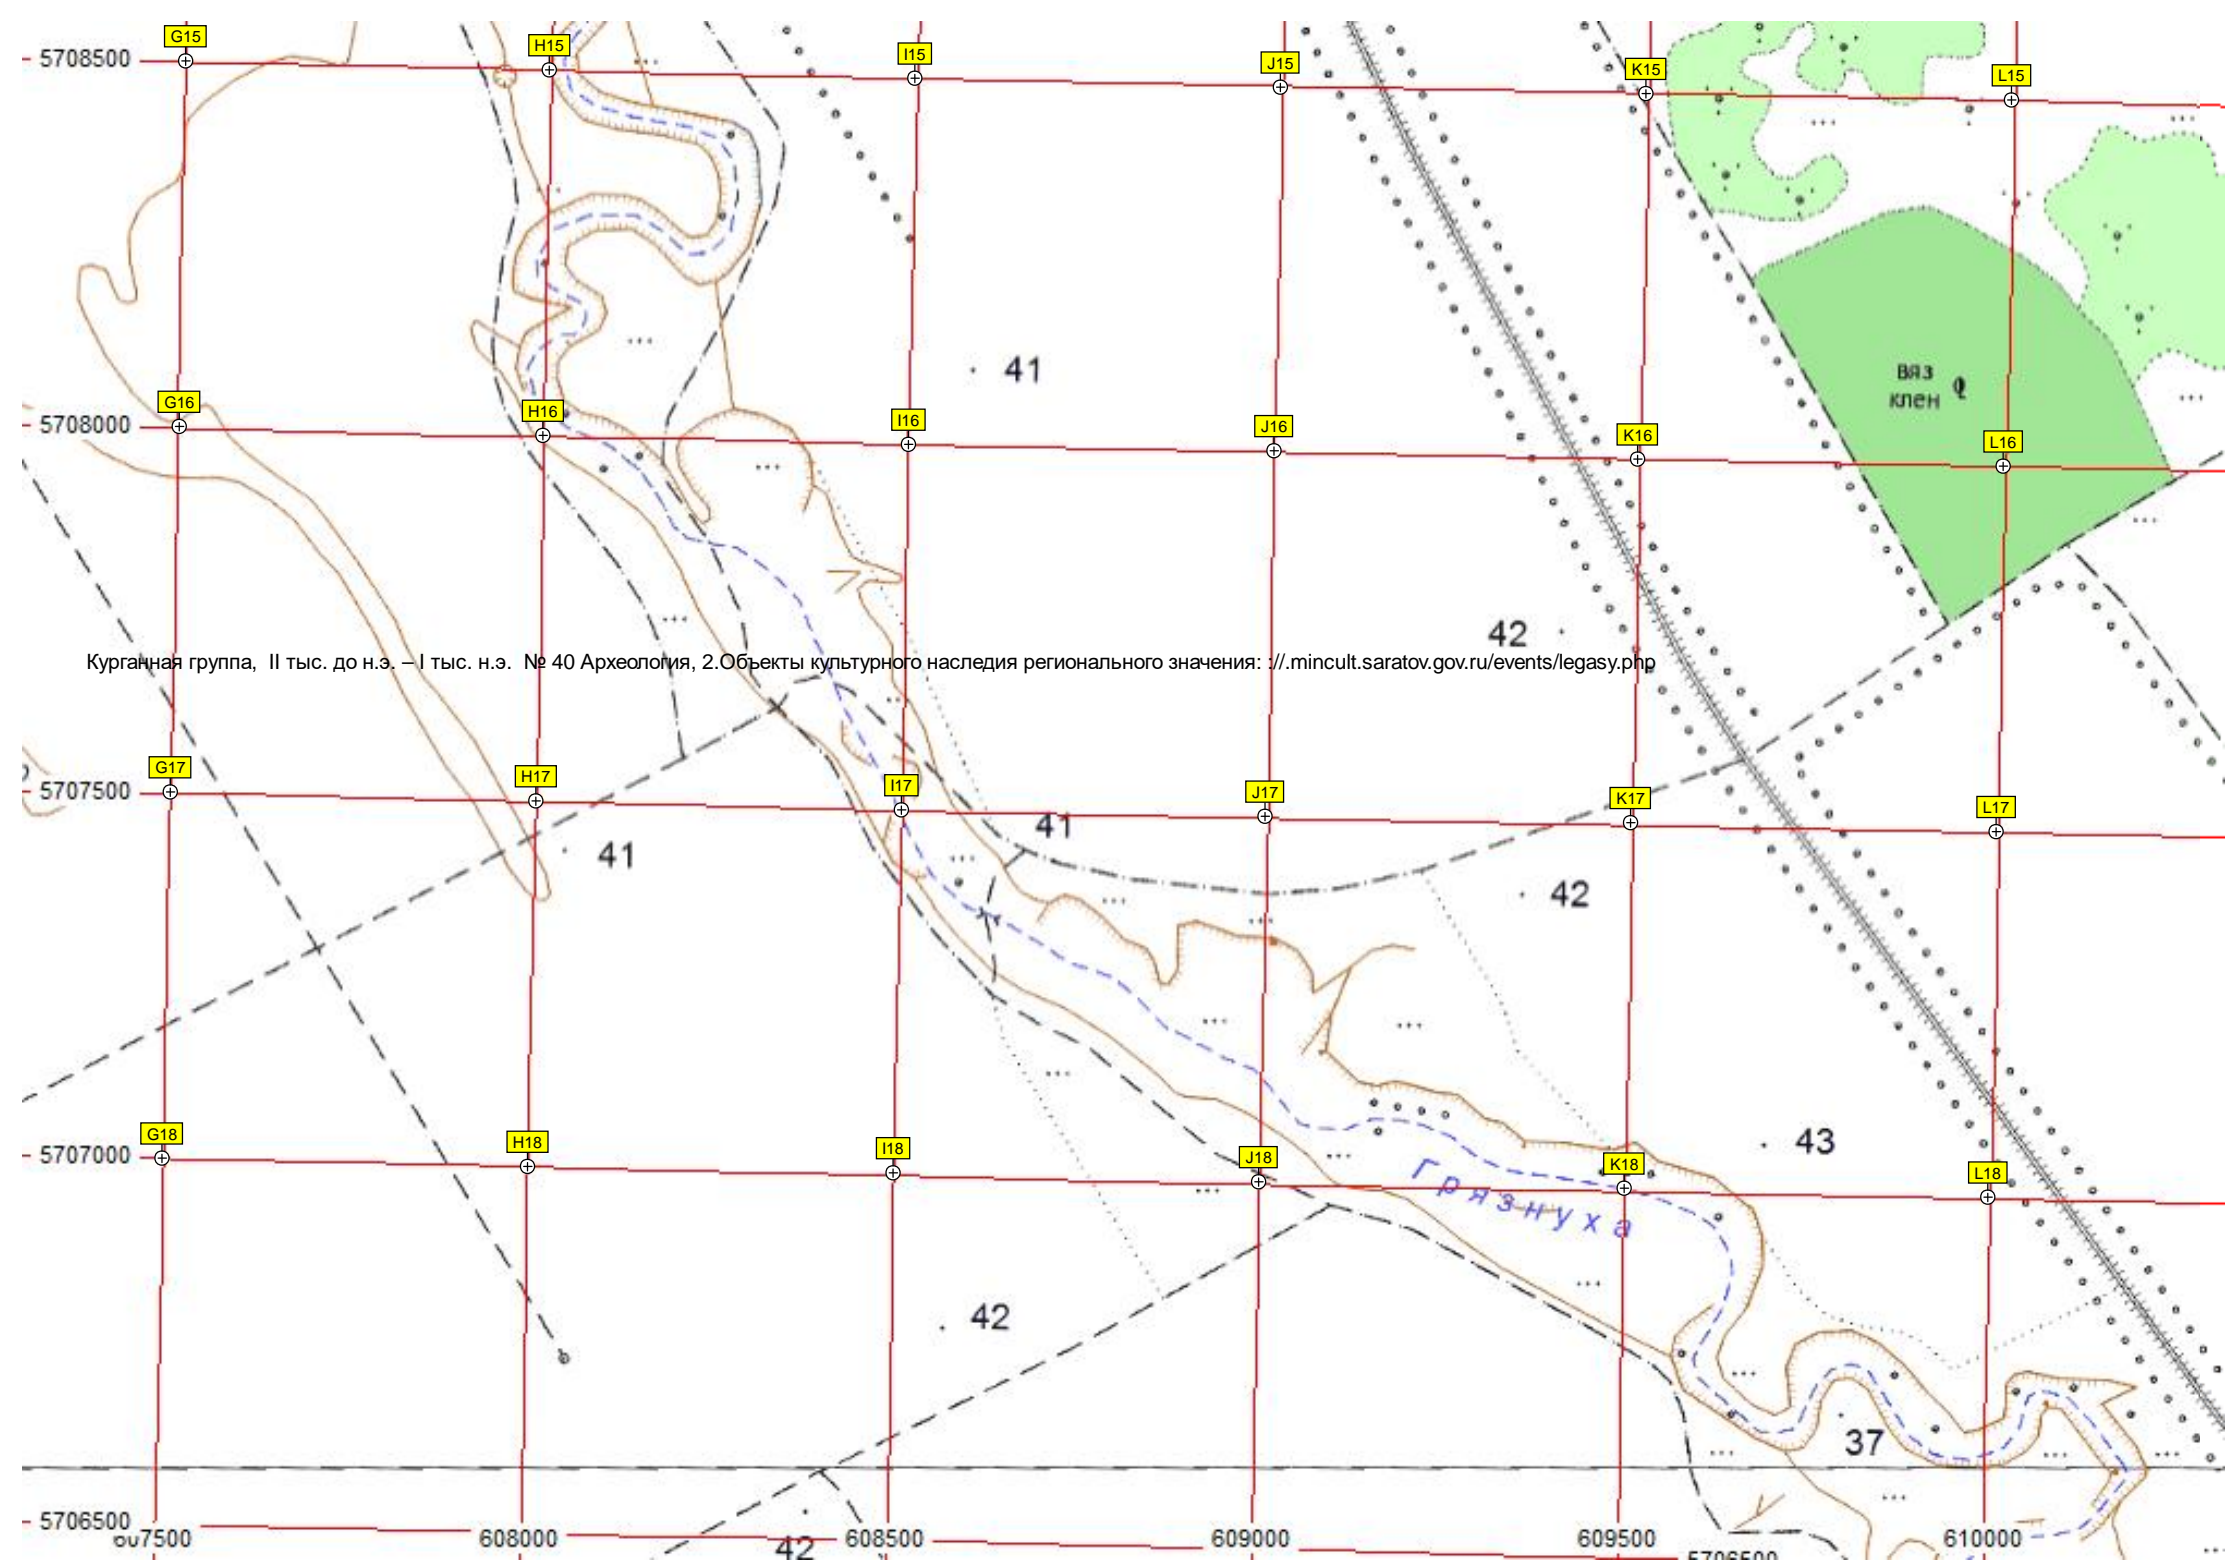 G15
H15
I15
J15
K15
L15
5708500
41
вяз
клен
G16
H16
I16
J16
K16
L16
5708000
42
Курганная группа, II тыс. до н.э. – I тыс. н.э. № 40 Археология, 2.Объекты культурного наследия регионального значения: ://.mincult.saratov.gov.ru/events/legasy.php
G17
H17
I17
J17
K17
L17
5707500
41
41
42
G18
H18
I18
J18
K18
L18
5707000
43
Грязнуха
42
37
5706500
607500
608000
608500
609000
609500
610000
42